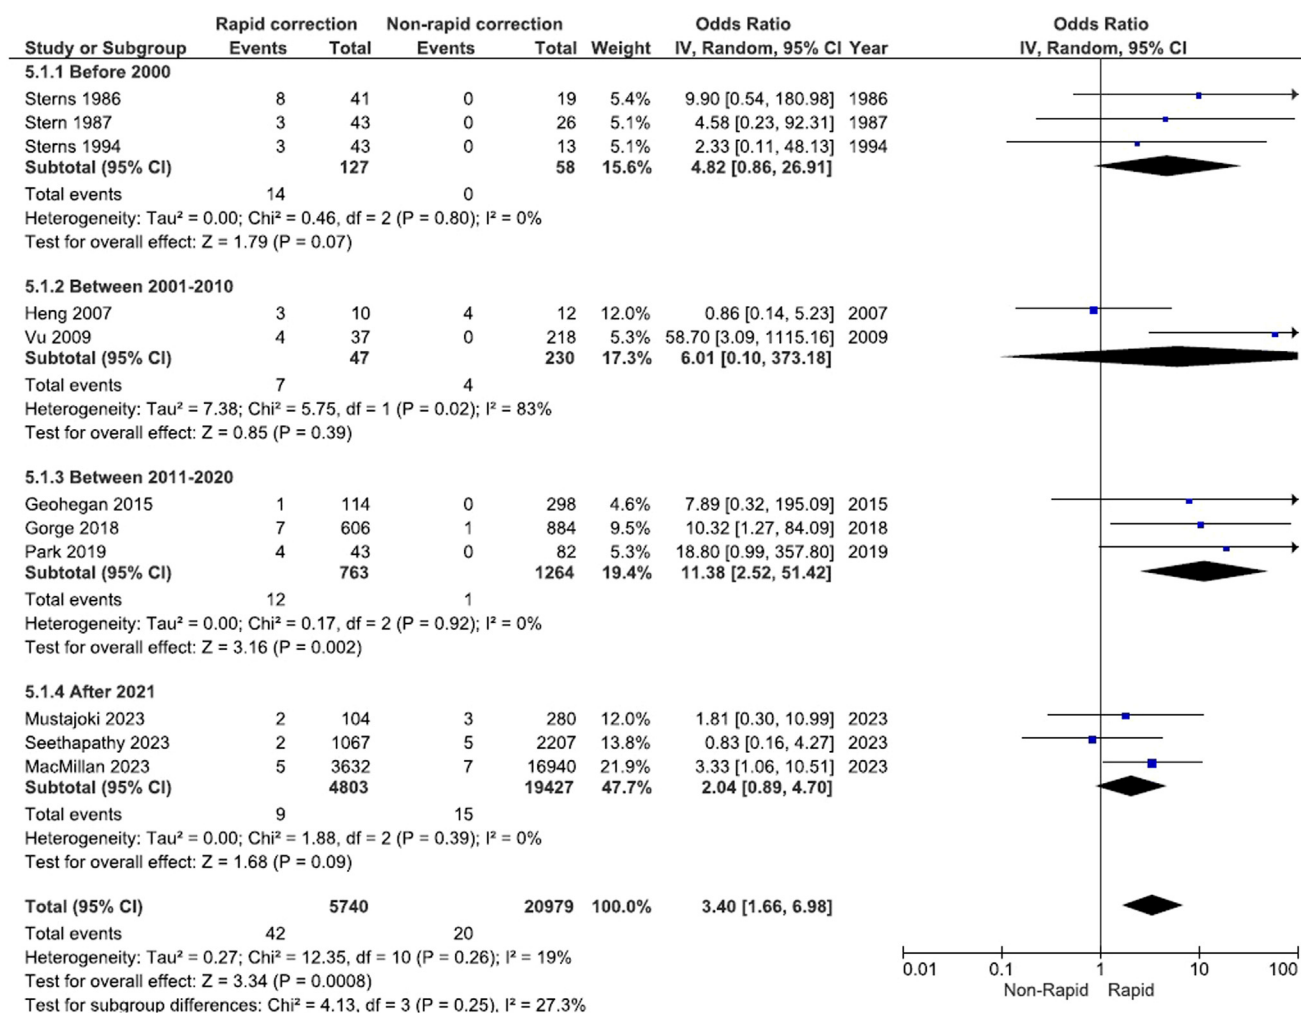 Rapid correction Non-rapid correction Odds Ratio Odds Ratio
Study or Subgroup Events Total Events Total Weight IV, Random, 95% CI Year IV, Random, 95% CI
5.1.1 Before 2000
Sterns 1986 8 41 0 19 5.4% 9.90 [0.54, 180.98] 1986
Stern 1987 3 43 0 26 5.1% 4.58 [0.23, 92.31] 1987
Sterns 1994 3 43 0 13 5.1% 2.33 [0.11, 48.13] 1994
Subtotal (95% CI) 127 58 15.6% 4.82 [0.86, 26.91]
Total events 14 0
Heterogeneity: Tau² = 0.00; Chi² = 0.46, df = 2 (P = 0.80); I² = 0%
Test for overall effect: Z = 1.79 (P = 0.07)
5.1.2 Between 2001-2010
Heng 2007 3 10 4 12 12.0% 0.86 [0.14, 5.23] 2007
Vu 2009 4 37 0 218 5.3% 58.70 [3.09, 1115.16] 2009
Subtotal (95% CI) 47 230 17.3% 6.01 [0.10, 373.18]
Total events 7 4
Heterogeneity: Tau² = 7.38; Chi² = 5.75, df = 1 (P = 0.02); I² = 83%
Test for overall effect: Z = 0.85 (P = 0.39)
5.1.3 Between 2011-2020
Geohegan 2015 1 114 0 298 4.6% 7.89 [0.32, 195.09] 2015
Gorge 2018 7 606 1 884 9.5% 10.32 [1.27, 84.09] 2018
Park 2019 4 43 0 82 5.3% 18.80 [0.99, 357.80] 2019
Subtotal (95% CI) 763 1264 19.4% 11.38 [2.52, 51.42]
Total events 12 1
Heterogeneity: Tau² = 0.00; Chi² = 0.17, df = 2 (P = 0.92); I² = 0%
Test for overall effect: Z = 3.16 (P = 0.002)
5.1.4 After 2021
Mustajoki 2023 2 104 3 280 12.0% 1.81 [0.30, 10.99] 2023
Seethapathy 2023 2 1067 5 2207 13.8% 0.83 [0.16, 4.27] 2023
MacMillan 2023 5 3632 7 16940 21.9% 3.33 [1.06, 10.51] 2023
Subtotal (95% CI) 4803 19427 47.7% 2.04 [0.89, 4.70]
Total events 9 15
Heterogeneity: Tau² = 0.00; Chi² = 1.88, df = 2 (P = 0.39); I² = 0%
Test for overall effect: Z = 1.68 (P = 0.09)
Total (95% CI) 5740 20979 100.0% 3.40 [1.66, 6.98]
Total events 42 20
Heterogeneity: Tau² = 0.27; Chi² = 12.35, df = 10 (P = 0.26); I² = 19%
Test for overall effect: Z = 3.34 (P = 0.0008)
Test for subgroup differences: Chi² = 4.13, df = 3 (P = 0.25), I² = 27.3%
0.01 0.1 1 10 100
Non-Rapid Rapid